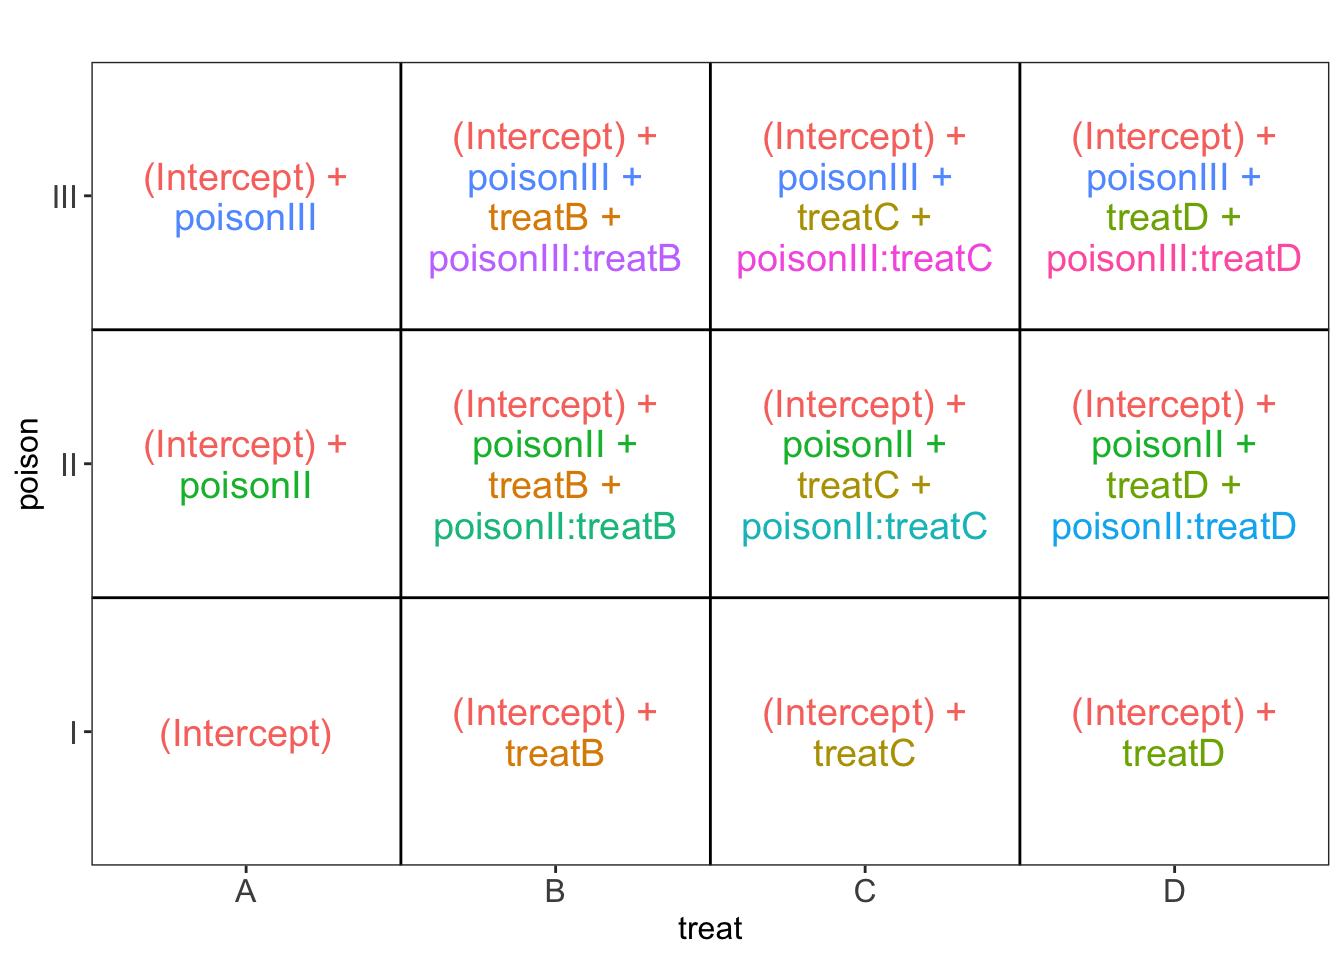 poison
III
(Intercept) +
poisonIII
(Intercept) +
poisonIII +
treatB +
poisonIII:treatB
(Intercept) +
poisonIII +
treatC +
poisonIII:treatC
(Intercept) +
poisonIII +
treatD +
poisonIII:treatD
II
(Intercept) +
poisonII
(Intercept) +
poisonII +
treatB +
poisonII:treatB
(Intercept) +
poisonII +
treatC +
poisonII:treatC
(Intercept) +
poisonII +
treatD +
poisonII:treatD
I
(Intercept)
(Intercept) +
treatB
(Intercept) +
treatC
(Intercept) +
treatD
A
B
C
D
treat